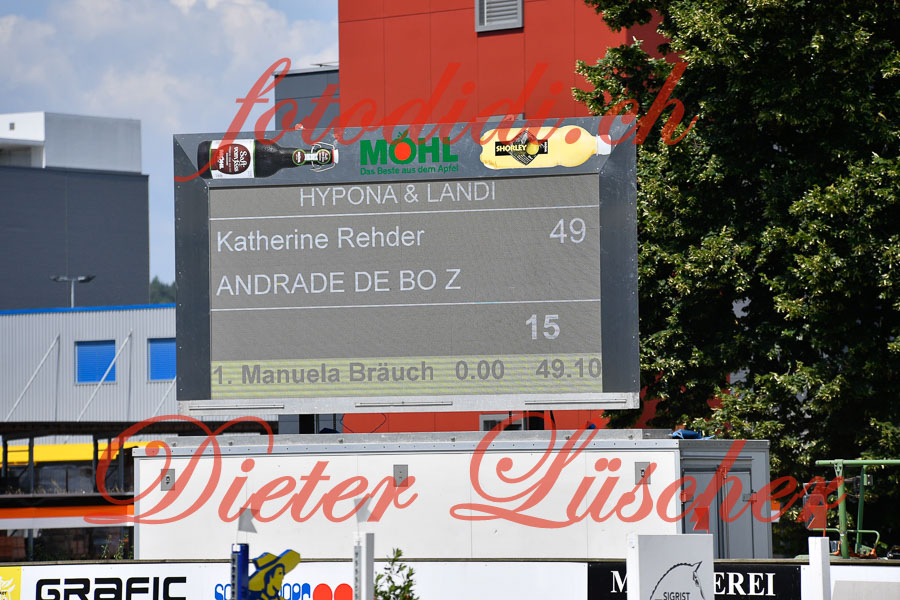 fotodidi.ch
MÖHL
Das Beste aus dem Apfel
SHORLEY
HYPONA & LANDI
Katherine Rehder 49
ANDRADE DE BO Z
15
1. Manuela Bräuch 0.00 49.10
Dieter Lüscher
GRAFIC
SIGRIST